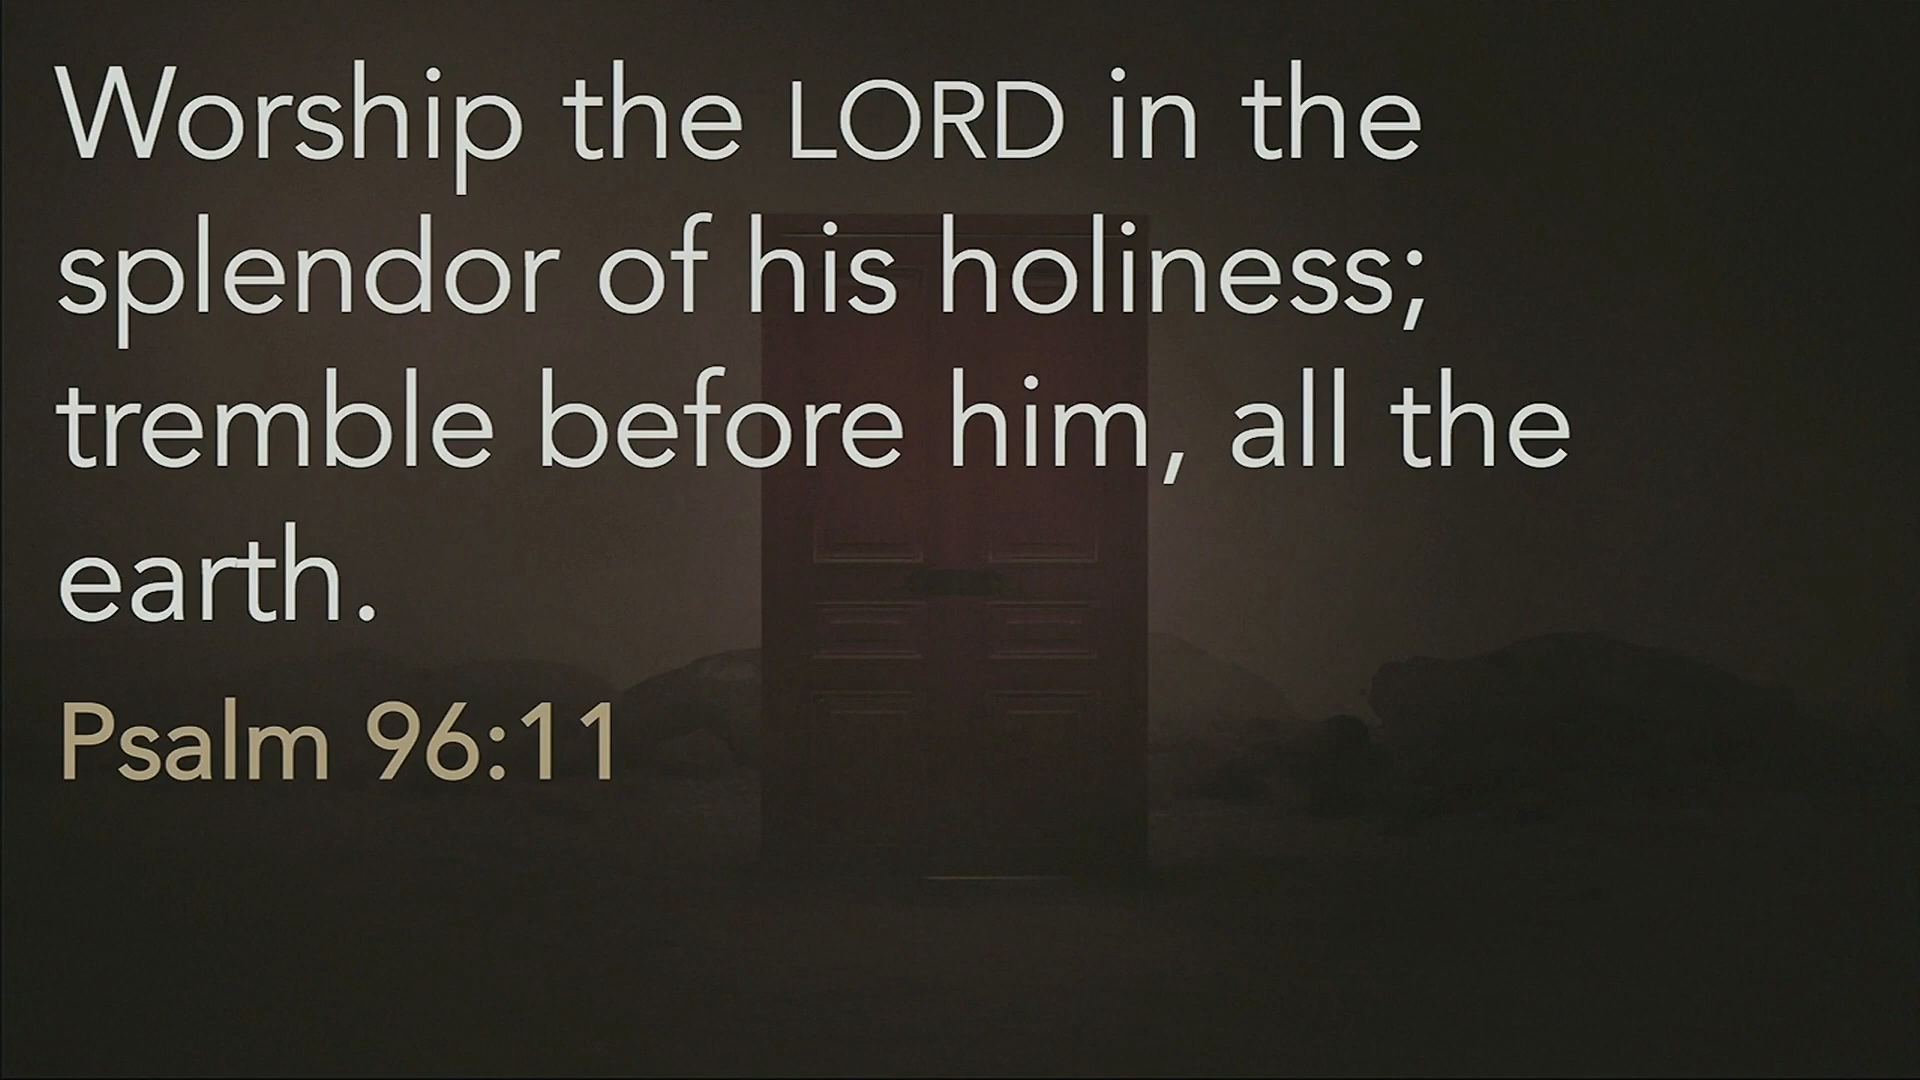 Worship the LORD in the
splendor of his holiness;
tremble before him, all the
earth.
Psalm 96:11